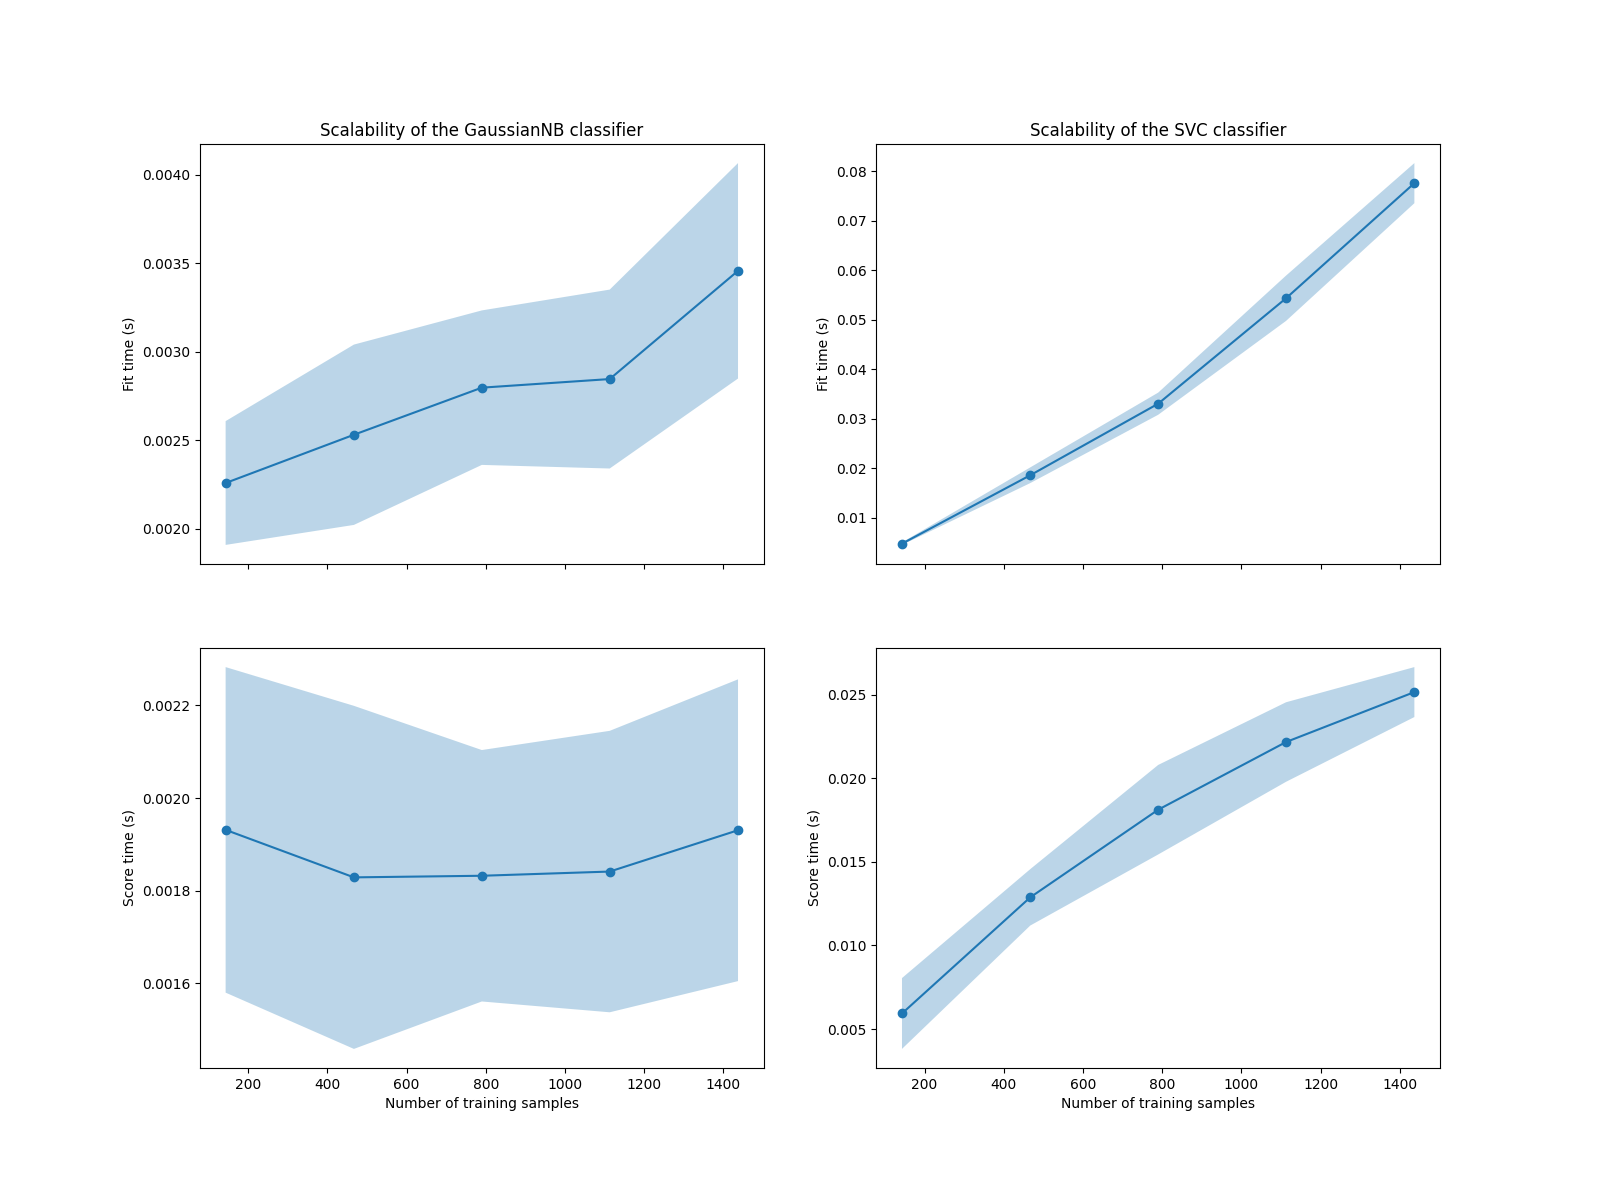 Scalability of the GaussianNB classifier
0.0040
0.0035
0.0030
0.0025
0.0020
Fit time (s)
Scalability of the SVC classifier
0.08
0.07
0.06
0.05
0.04
0.03
0.02
0.01
Fit time (s)
0.0022
0.0020
0.0018
0.0016
Score time (s)
200 400 600 800 1000 1200 1400
Number of training samples
0.025
0.020
0.015
0.010
0.005
Score time (s)
200 400 600 800 1000 1200 1400
Number of training samples